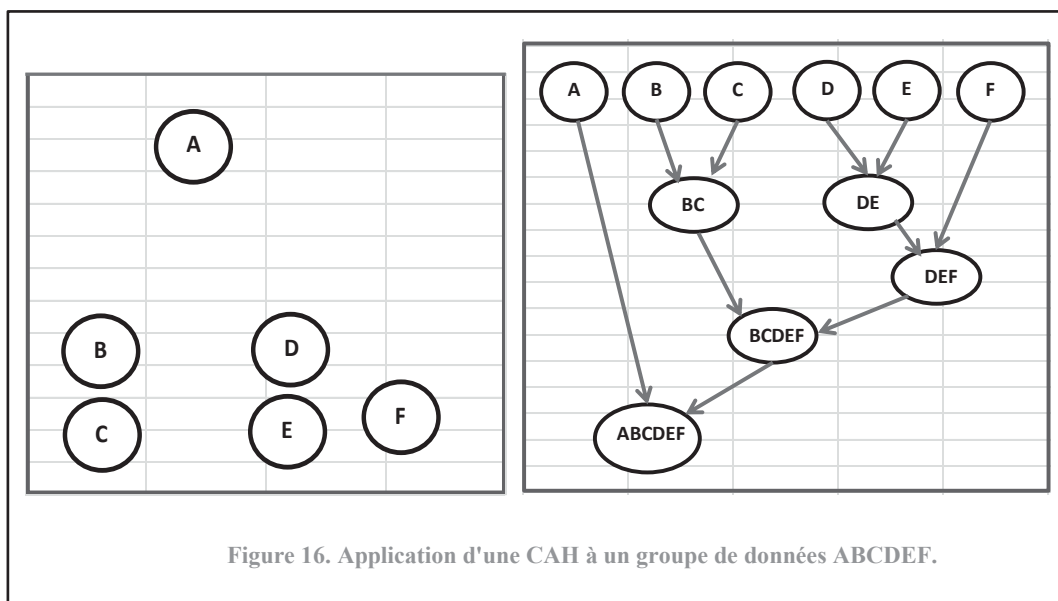 A
B
D
C
E
F
A B C D E F
BC DE
DEF
BCDEF
ABCDEF
Figure 16. Application d'une CAH à un groupe de données ABCDEF.